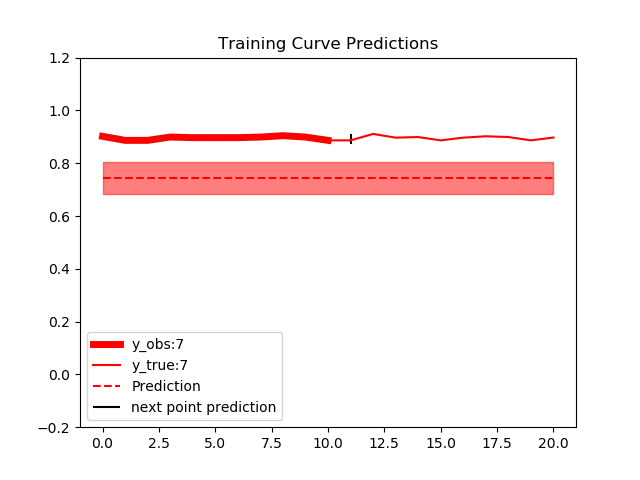 Training Curve Predictions
1.2
1.0
0.8
0.6
0.4
0.2
0.0
−0.2
y_obs:7
y_true:7
Prediction
next point prediction
0.0 2.5 5.0 7.5 10.0 12.5 15.0 17.5 20.0